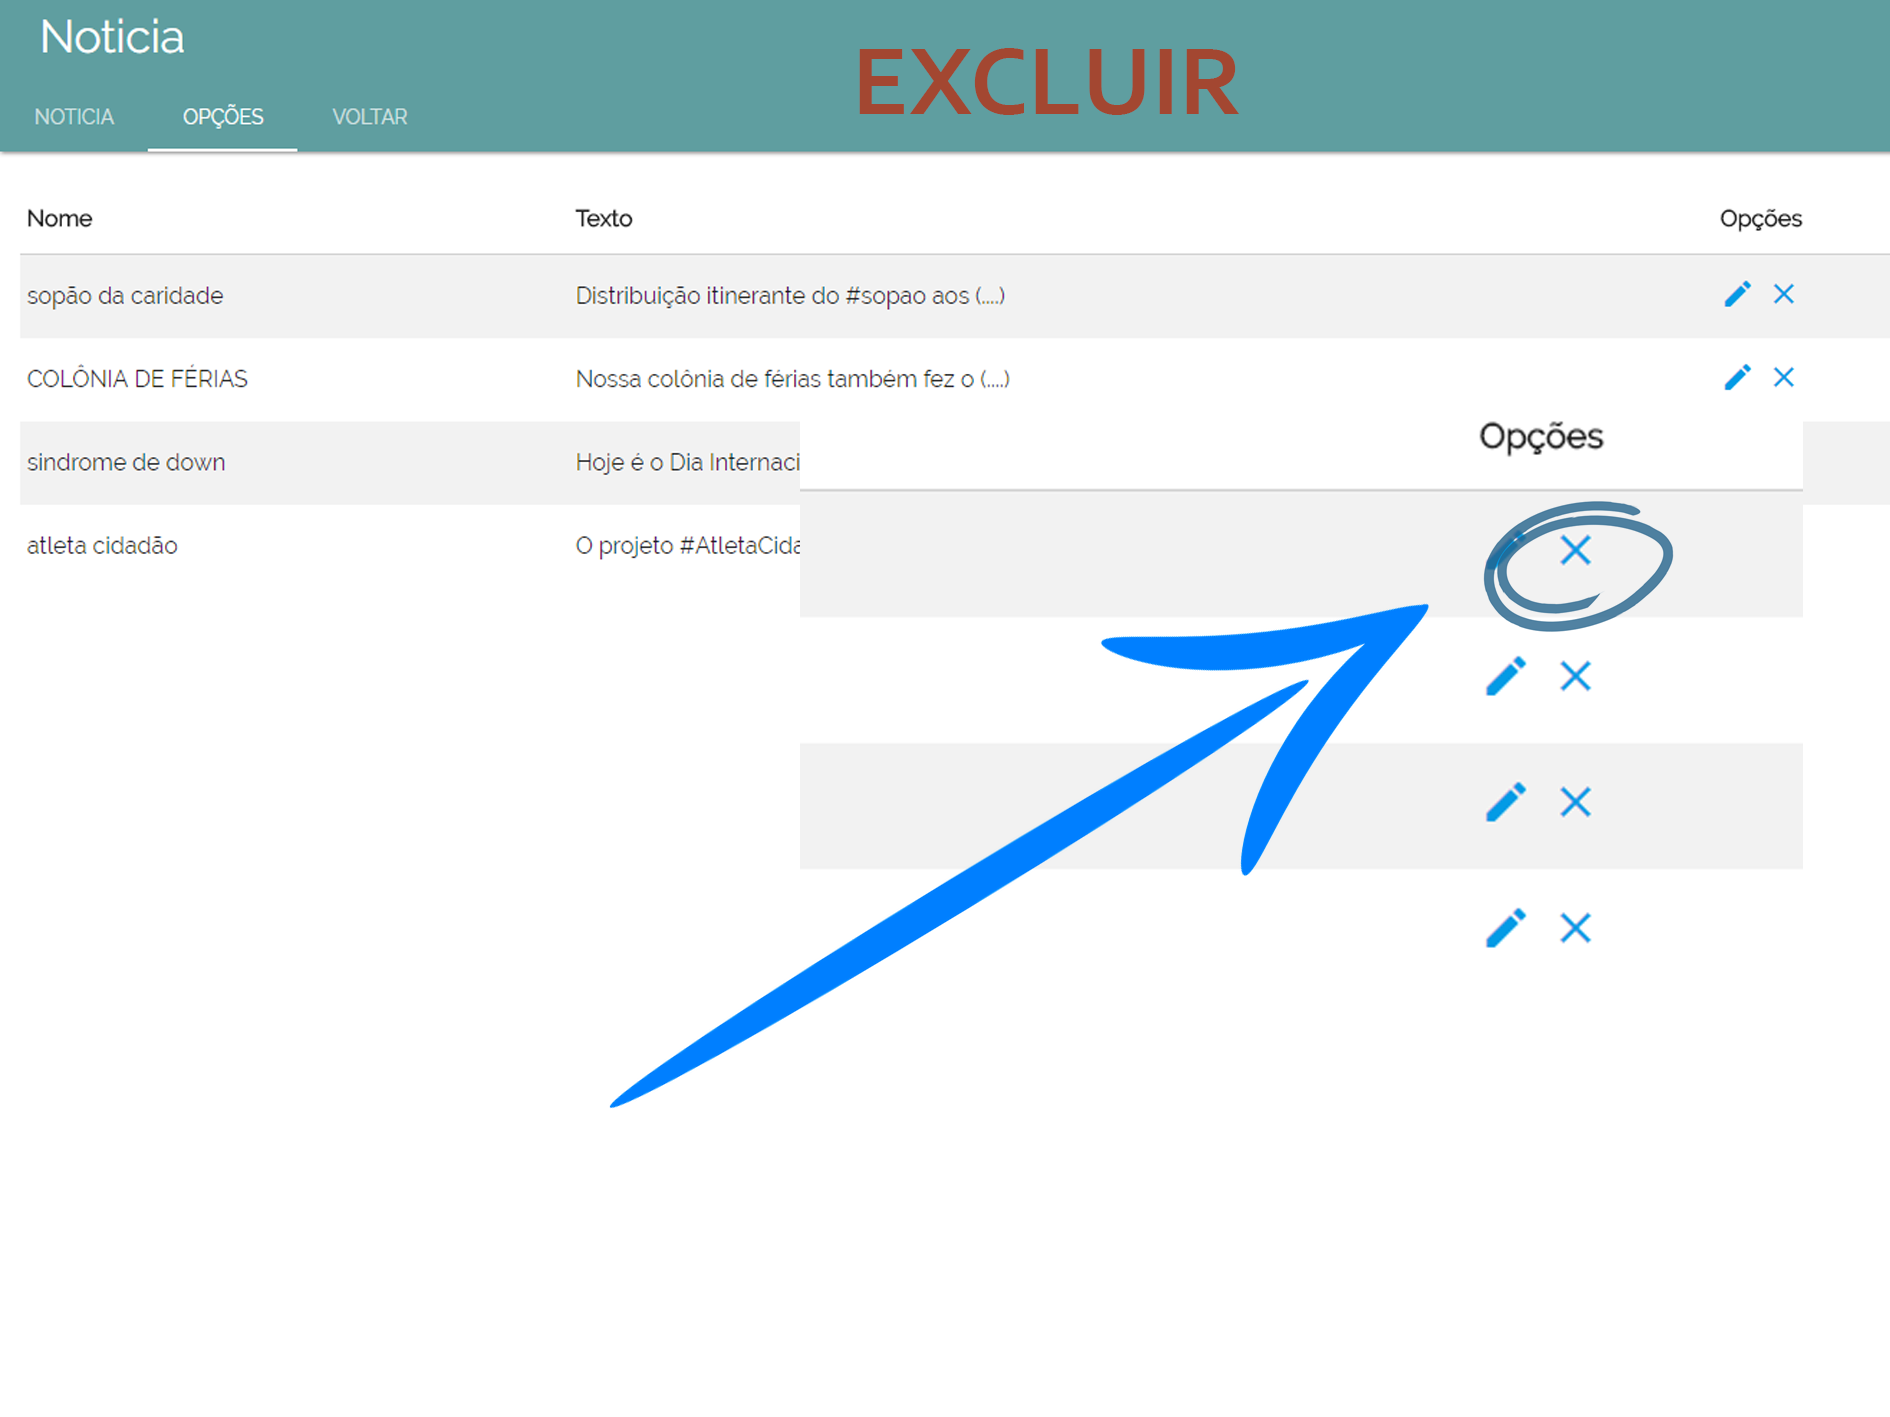 Noticia
EXCLUIR
NOTICIA OPÇÕES VOLTAR
Nome Texto Opções
sopão da caridade Distribuição itinerante do #sopao aos (....)
COLÔNIA DE FÉRIAS Nossa colônia de férias também fez o (....)
Opções
sindrome de down Hoje é o Dia Internaci
atleta cidadão O projeto #AtletaCida